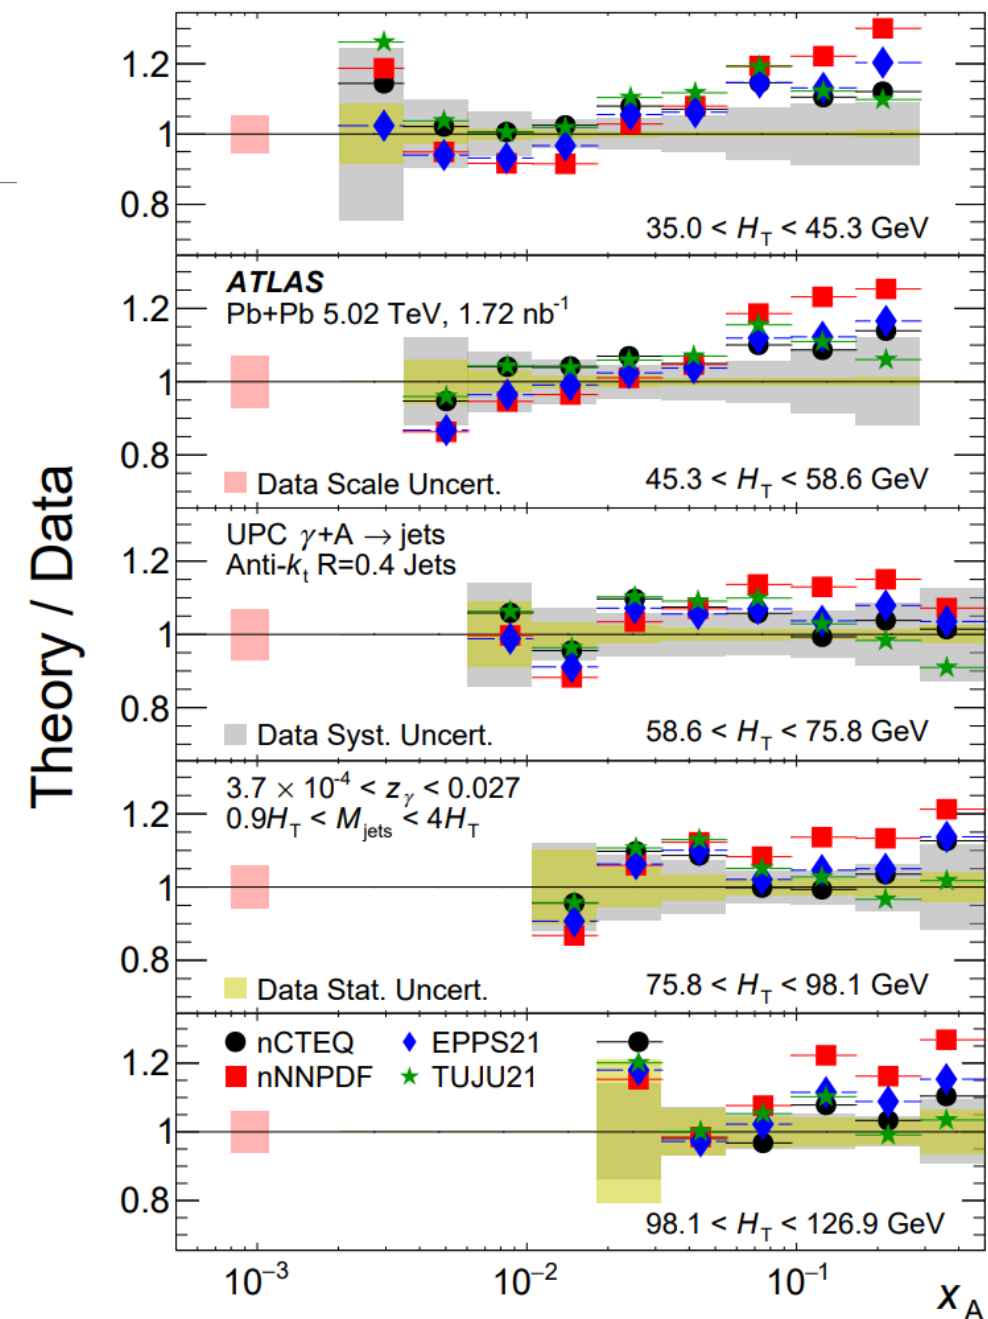 Theory / Data
1.2
1
0.8
35.0 < H_T < 45.3 GeV
ATLAS
Pb+Pb 5.02 TeV, 1.72 nb⁻¹
1.2
1
0.8
Data Scale Uncert.
45.3 < H_T < 58.6 GeV
UPC γ+A → jets
Anti-k_t R=0.4 Jets
1.2
1
0.8
Data Syst. Uncert.
58.6 < H_T < 75.8 GeV
3.7 × 10⁻⁴ < z_γ < 0.027
0.9H_T < M_jets < 4H_T
1.2
1
0.8
Data Stat. Uncert.
75.8 < H_T < 98.1 GeV
nCTEQ EPPS21
nNNPDF TUJU21
1.2
1
0.8
98.1 < H_T < 126.9 GeV
10⁻³ 10⁻² 10⁻¹
x_A